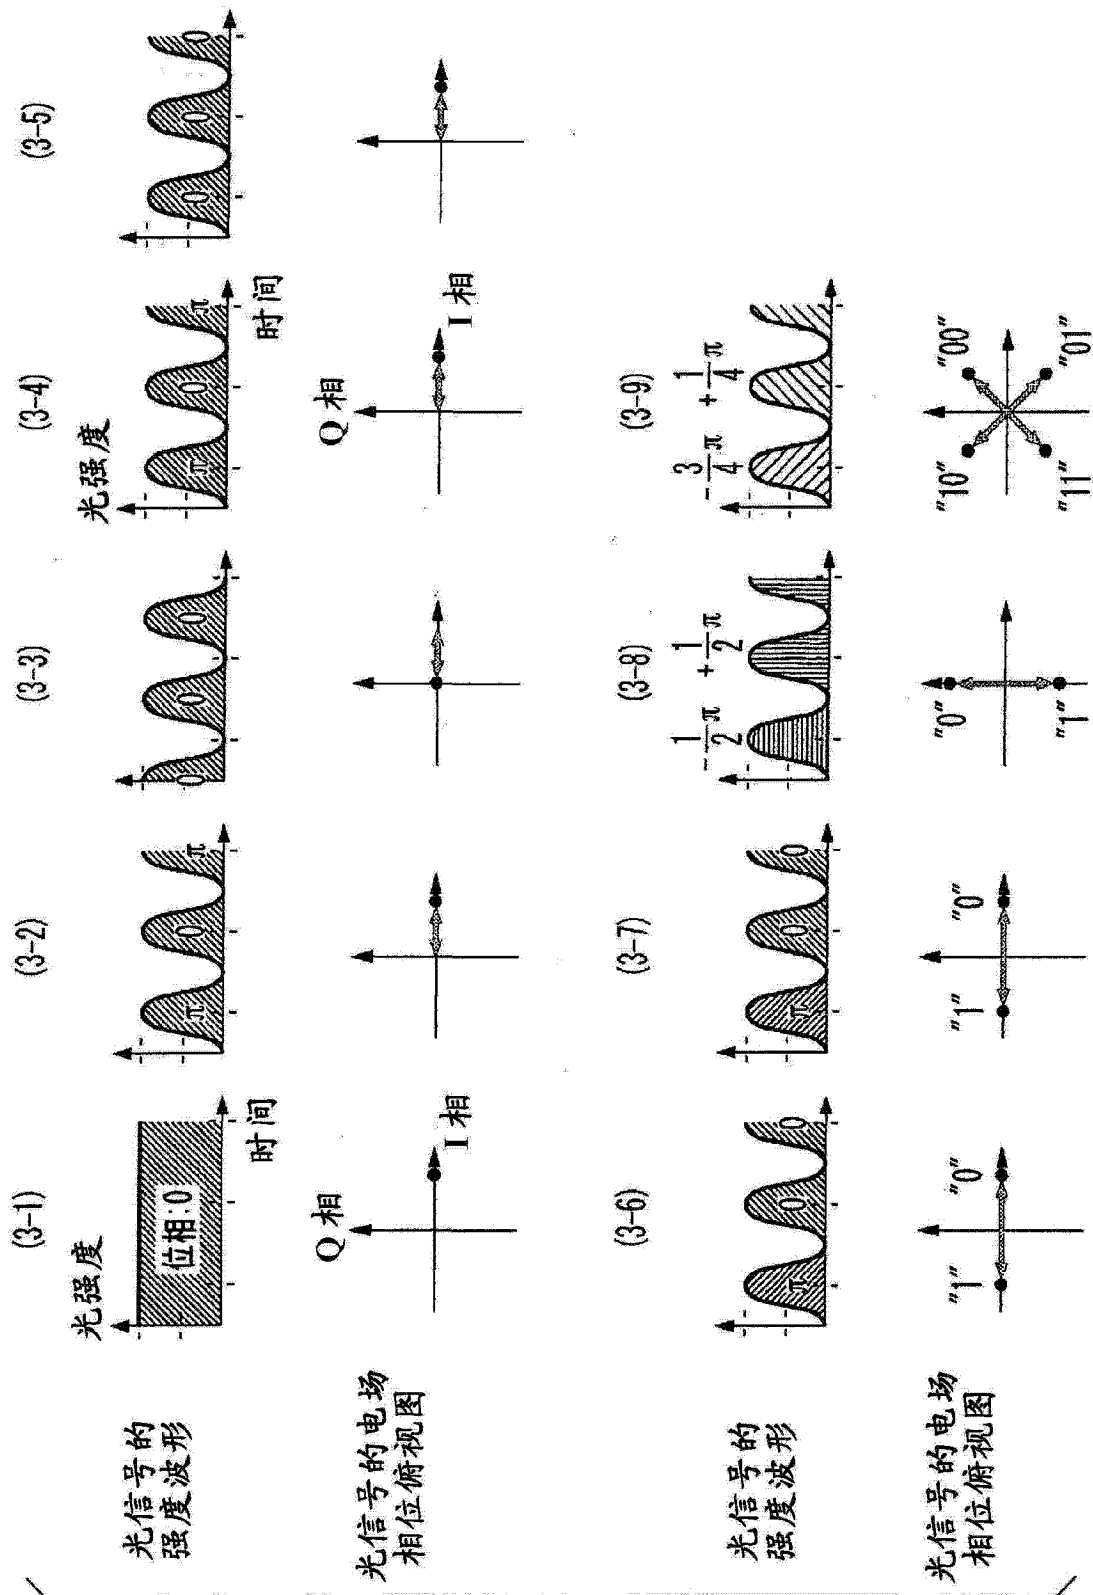 (3-1)
(3-2)
(3-3)
(3-4)
(3-5)
光信号的
强度波形
光强度
位相:0
时间
π 0 π
0 0 0
光强度
π 0 π
时间
0 0 0
光信号的电场
相位俯视图
Q相
I相
Q相
I相
(3-6)
(3-7)
(3-8)
(3-9)
光信号的
强度波形
π 0 0
π 0 0
-1/2π +1/2π
-3/4π +1/4π
光信号的电场
相位俯视图
"1" "0"
"1" "0"
"0"
"1"
"10" "00"
"11" "01"